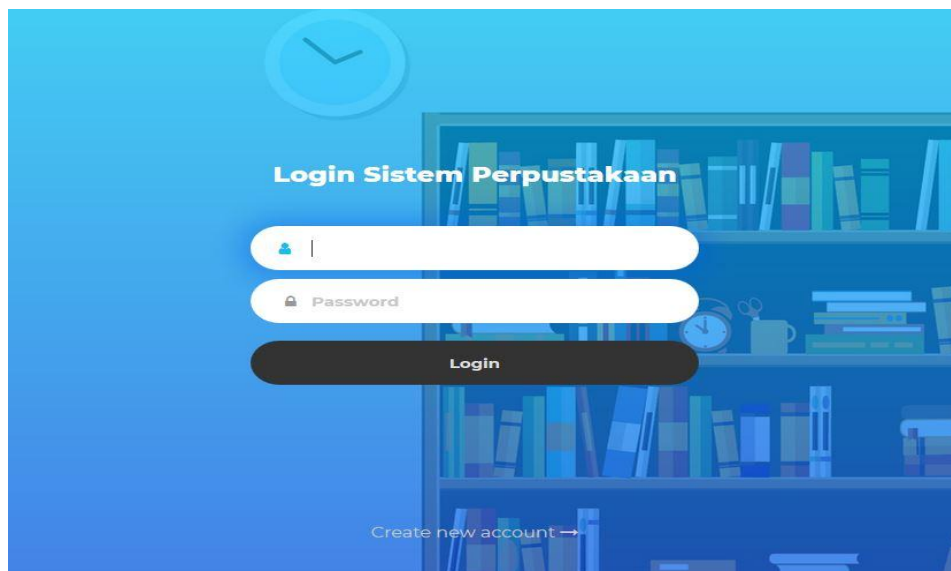 Login Sistem Perpustakaan
Password
Login
Create new account →